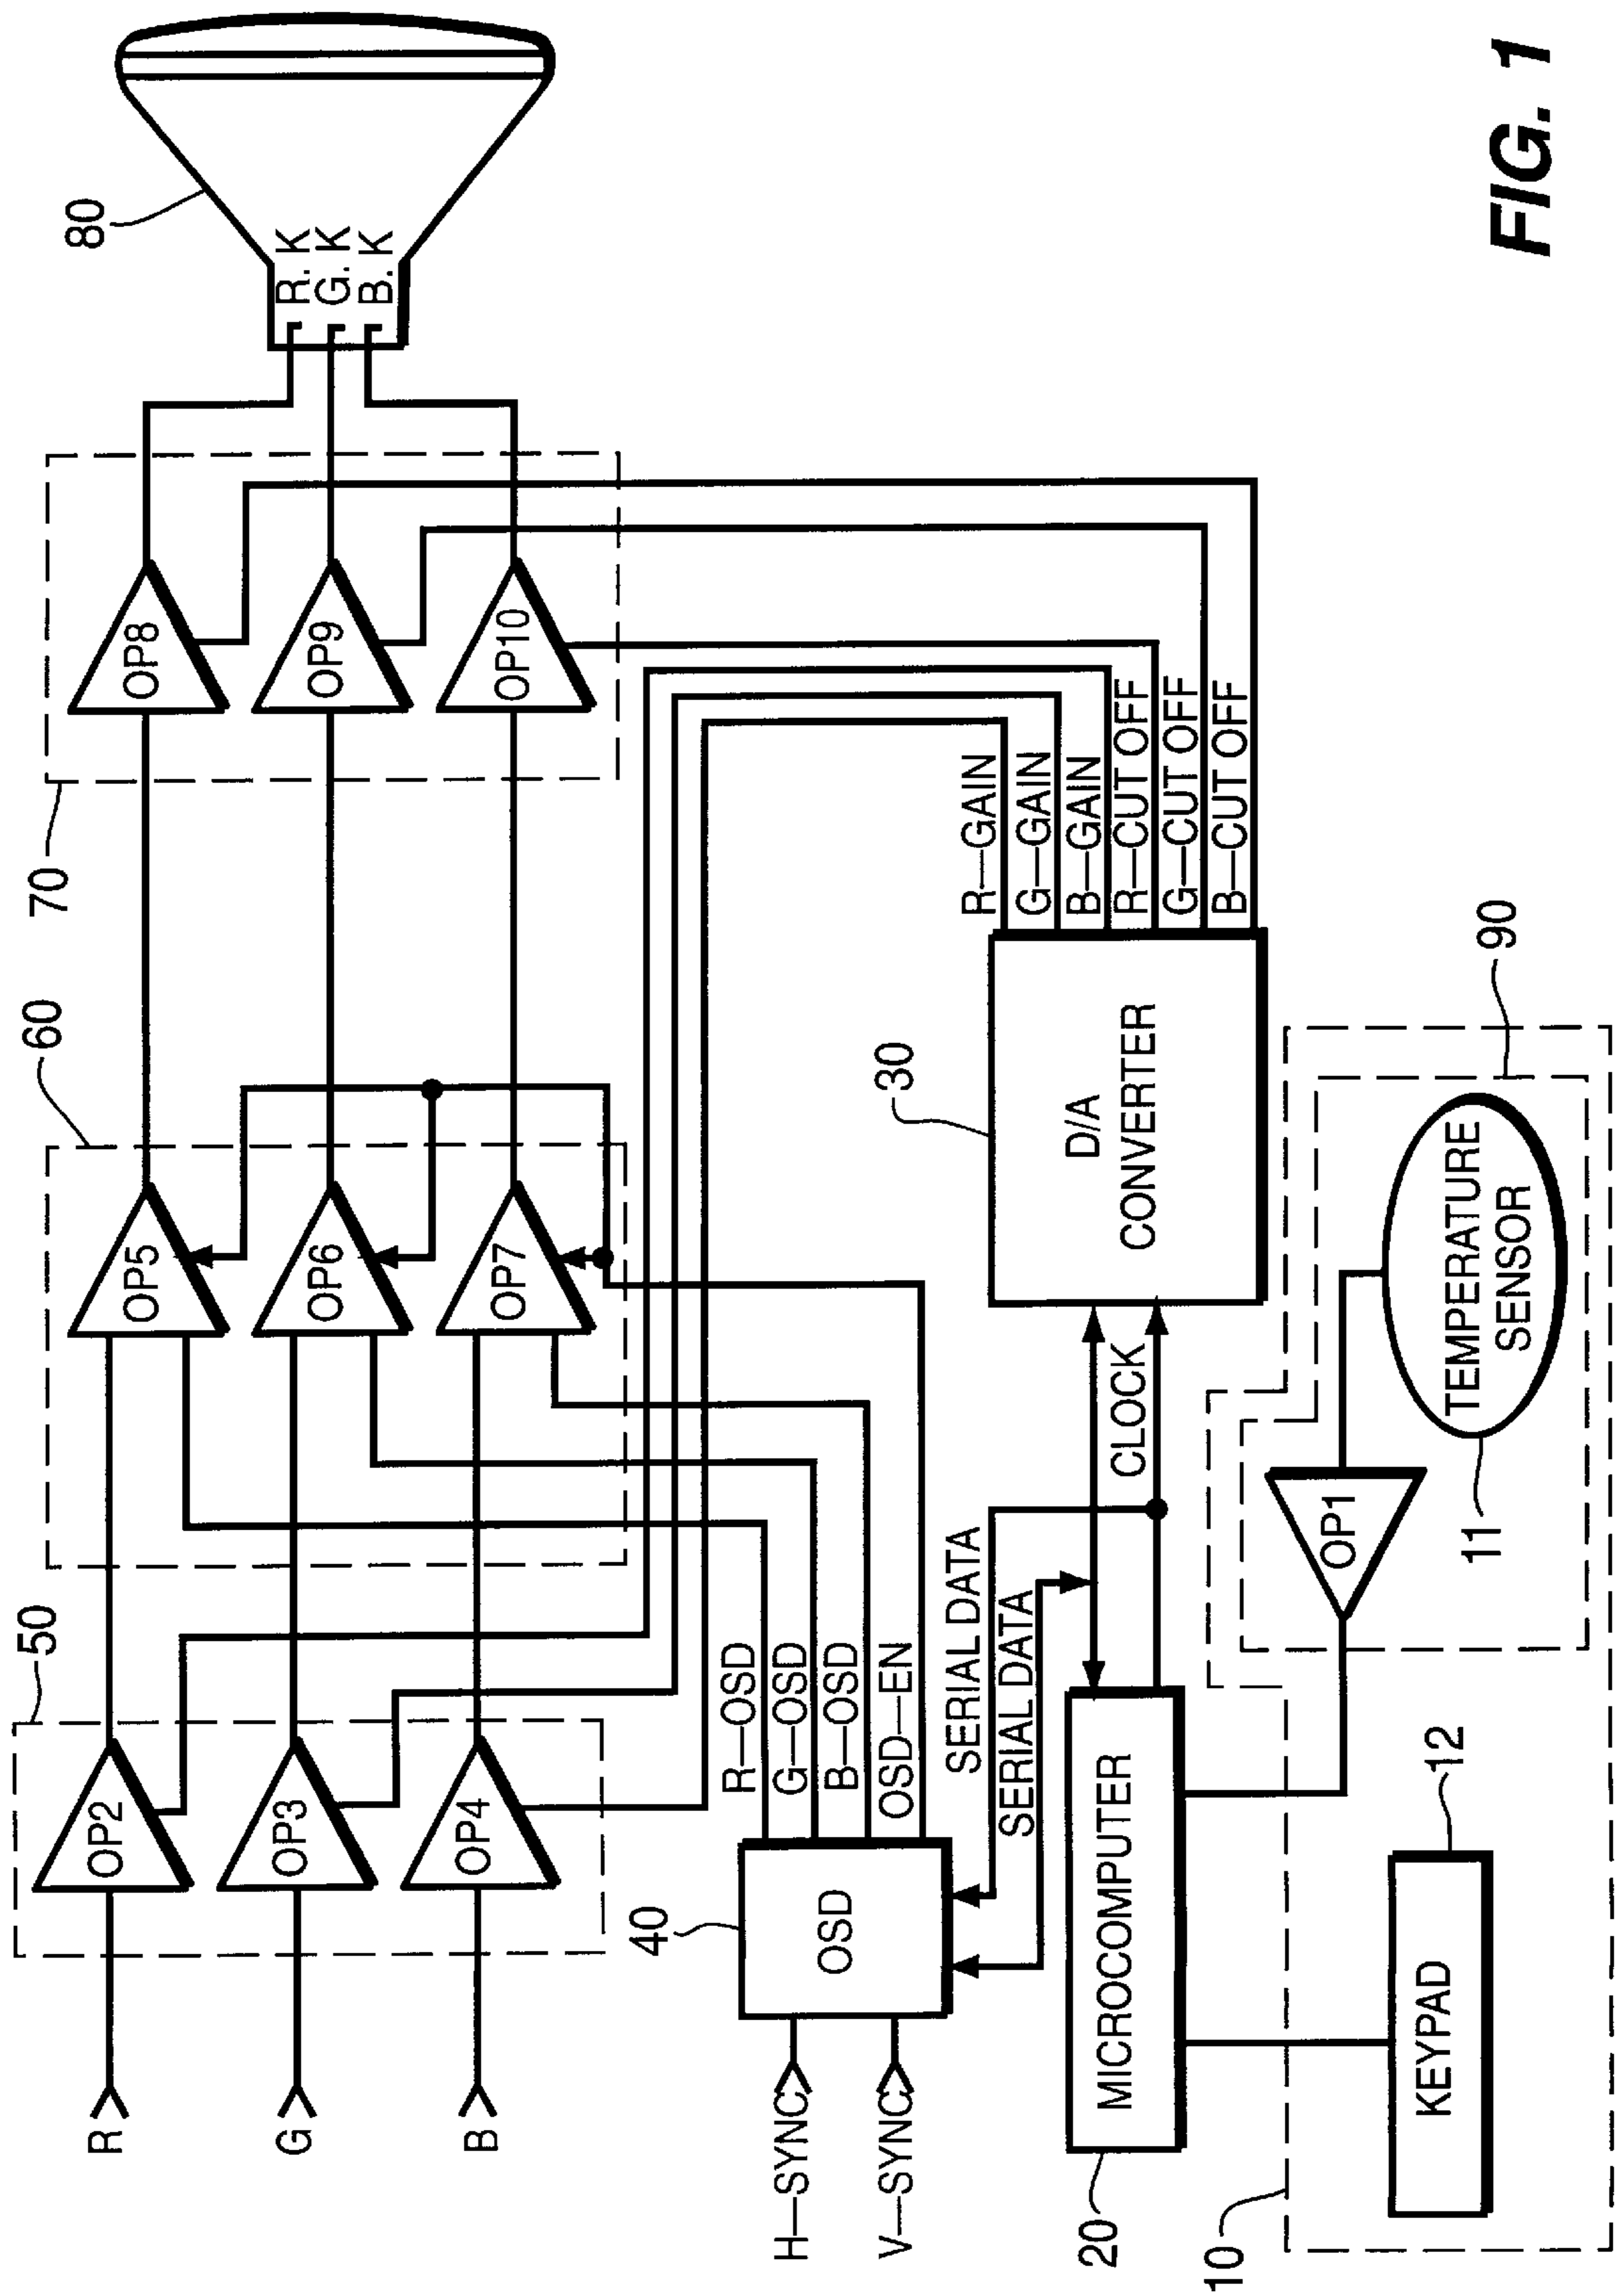 R
G
B
50
OP2
OP3
OP4
60
OP5
OP6
OP7
70
OP8
OP9
OP10
80
R. K
G. K
B. K
H—SYNC
V—SYNC
40
OSD
R—OSD
G—OSD
B—OSD
OSD—EN
SERIAL DATA
SERIAL DATA
CLOCK
20
MICROCOMPUTER
30
D/A
CONVERTER
R—GAIN
G—GAIN
B—GAIN
R—CUT OFF
G—CUT OFF
B—CUT OFF
10
KEYPAD
12
OP1
11
TEMPERATURE
SENSOR
90
FIG. 1